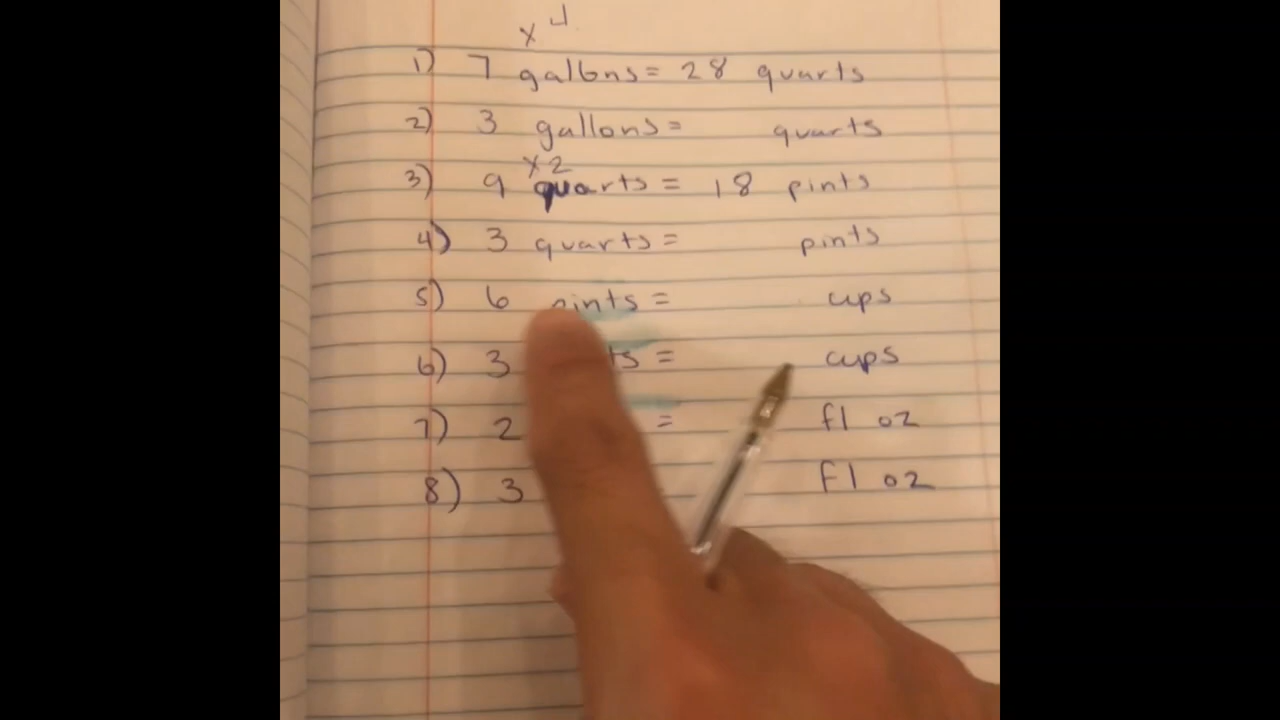 x 4
1) 7 gallons = 28 quarts
2) 3 gallons = quarts
x2
3) 9 quarts = 18 pints
4) 3 quarts = pints
5) 6 pints = cups
6) 3 = cups
7) 2 = fl oz
8) 3 fl oz